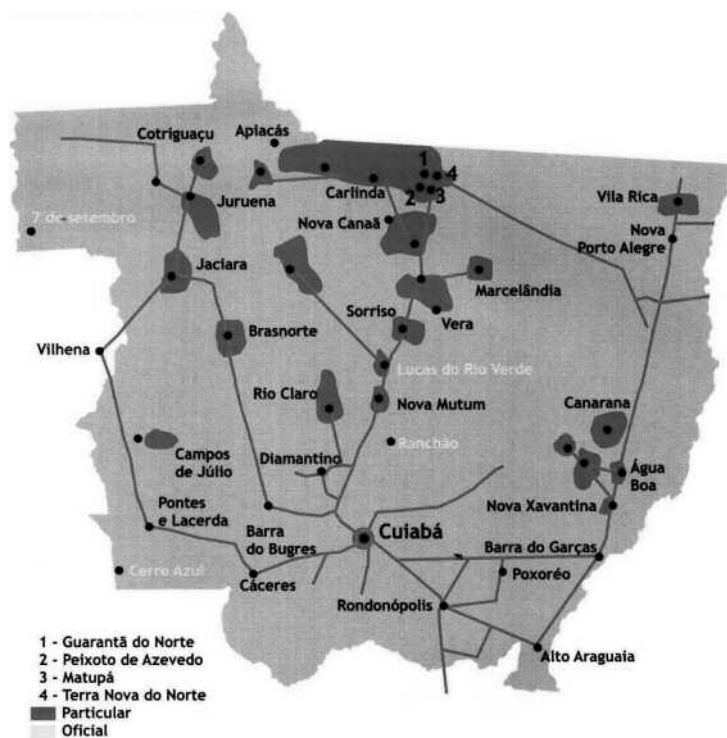 Cotriguaçu
Apiacás
1
4
Carlinda
2
3
Vila Rica
Juruena
7 de setembro
Nova Canaã
Nova
Porto Alegre
Jaciara
Marcelândia
Sorriso
Vera
Brasnorte
Vilhena
Lucas do Rio Verde
Rio Claro
Nova Mutum
Canarana
Ranchão
Campos
de Júlio
Diamantino
Água
Boa
Pontes
e Lacerda
Nova Xavantina
Barra
do Bugres
Cuiabá
Barra do Garças
Cerro Azul
Cáceres
Poxoréo
Rondonópolis
Alto Araguaia
1 - Guarantã do Norte
2 - Peixoto de Azevedo
3 - Matupá
4 - Terra Nova do Norte
Particular
Oficial